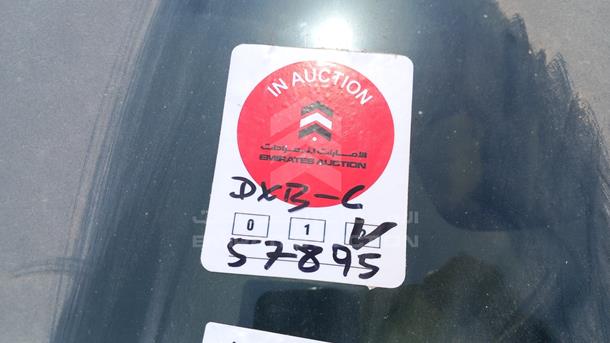 IN AUCTION
الإمارات للمزادات
EMIRATES AUCTION
DXB-C
0 1
57895